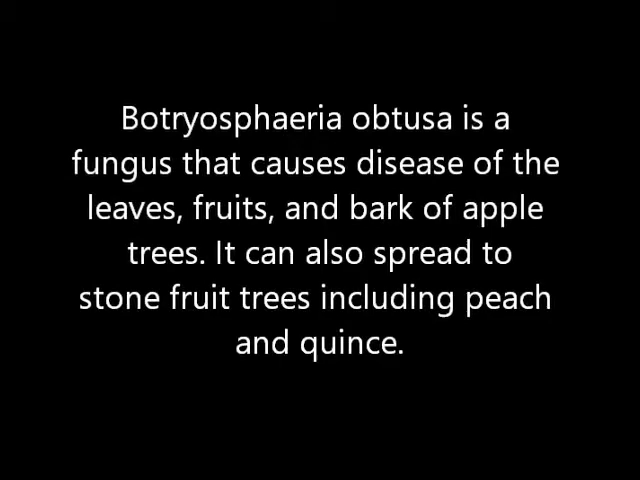 Botryosphaeria obtusa is a
fungus that causes disease of the
leaves, fruits, and bark of apple
trees. It can also spread to
stone fruit trees including peach
and quince.